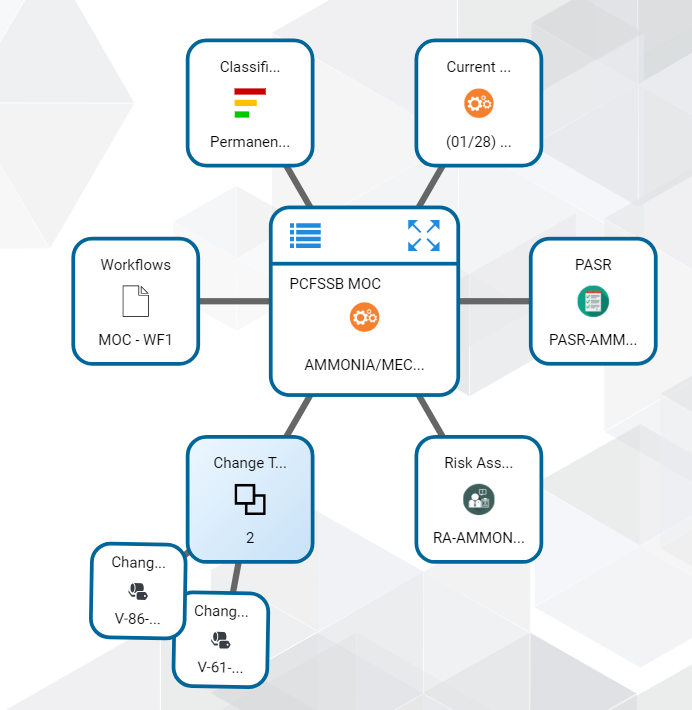 Classifi...
Permanen...
Current ...
(01/28) ...
Workflows
MOC - WF1
PCFSSB MOC
AMMONIA/MEC...
PASR
PASR-AMM...
Change T...
2
Risk Ass...
RA-AMMON...
Chang...
V-86-...
Chang...
V-61-...